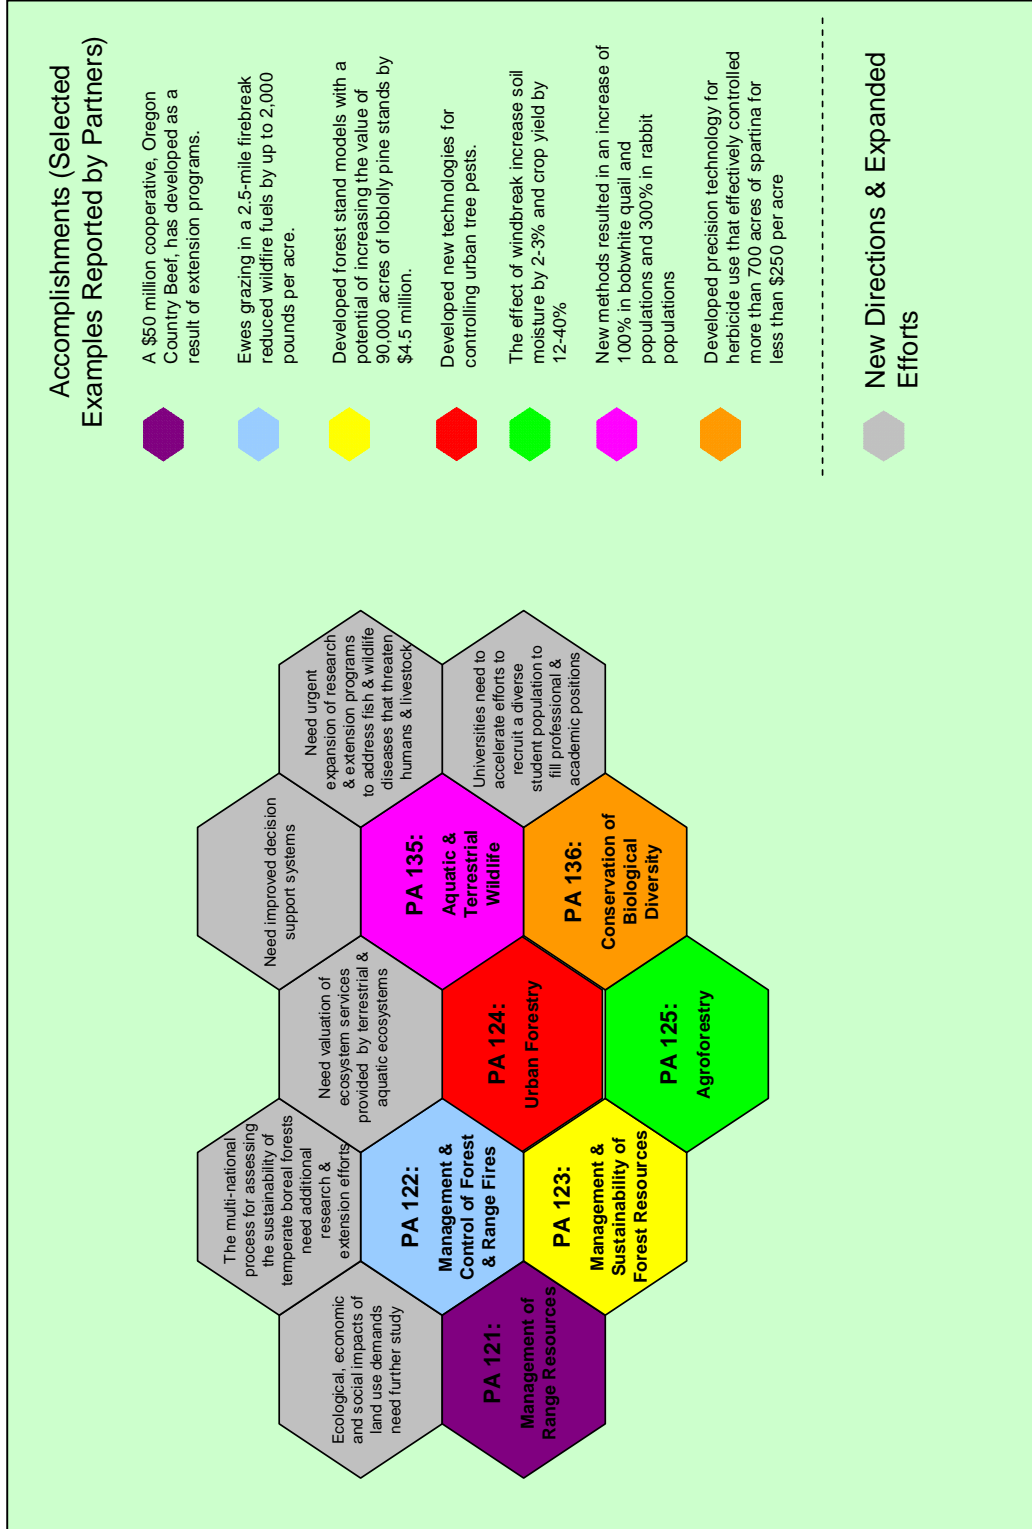 Accomplishments (Selected
Examples Reported by Partners)
A $50 million cooperative, Oregon
Country Beef, has developed as a
result of extension programs.
Ewes grazing in a 2.5-mile firebreak
reduced wildfire fuels by up to 2,000
pounds per acre.
Developed forest stand models with a
potential of increasing the value of
90,000 acres of loblolly pine stands by
$4.5 million.
Developed new technologies for
controlling urban tree pests.
The effect of windbreak increase soil
moisture by 2-3% and crop yield by
12-40%
New methods resulted in an increase of
100% in bobwhite quail and
populations and 300% in rabbit
populations
Developed precision technology for
herbicide use that effectively controlled
more than 700 acres of spartina for
less than $250 per acre
New Directions & Expanded
Efforts
The multi-national
process for assessing
the sustainability of
temperate boreal forests
need additional
research &
extension efforts
Need improved decision
support systems
Ecological, economic
and social impacts of
land use demands
need further study
Need valuation of
ecosystem services
provided by terrestrial &
aquatic ecosystems
Need urgent
expansion of research
& extension programs
to address fish & wildlife
diseases that threaten
humans & livestock
PA 122:
Management &
Control of Forest
& Range Fires
PA 135:
Aquatic &
Terrestrial
Wildlife
PA 121:
Management of
Range Resources
PA 124:
Urban Forestry
Universities need to
accelerate efforts to
recruit a diverse
student population to
fill professional &
academic positions
PA 123:
Management &
Sustainability of
Forest Resources
PA 136:
Conservation of
Biological
Diversity
PA 125:
Agroforestry